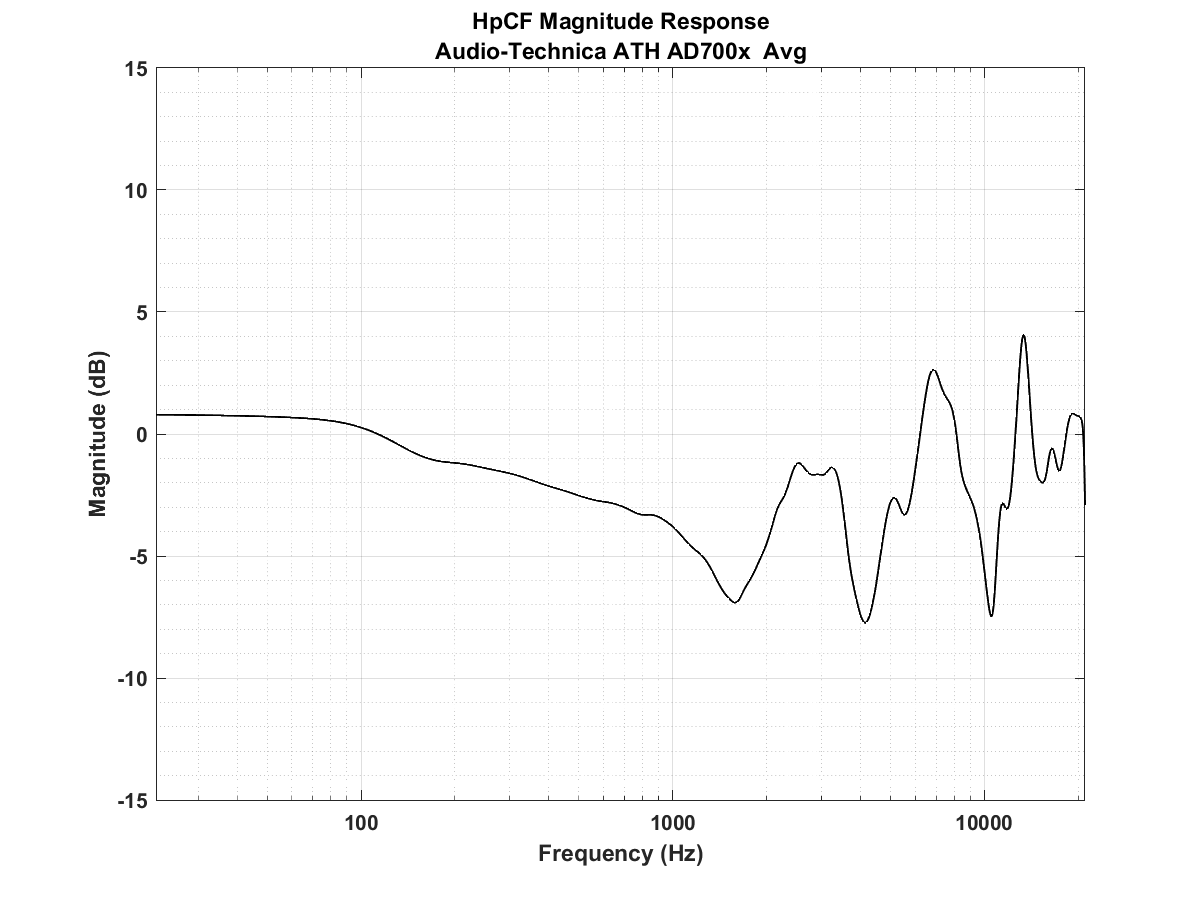 HpCF Magnitude Response
Audio-Technica ATH AD700x  Avg
15
10
5
0
-5
-10
-15
Magnitude (dB)
100
1000
10000
Frequency (Hz)